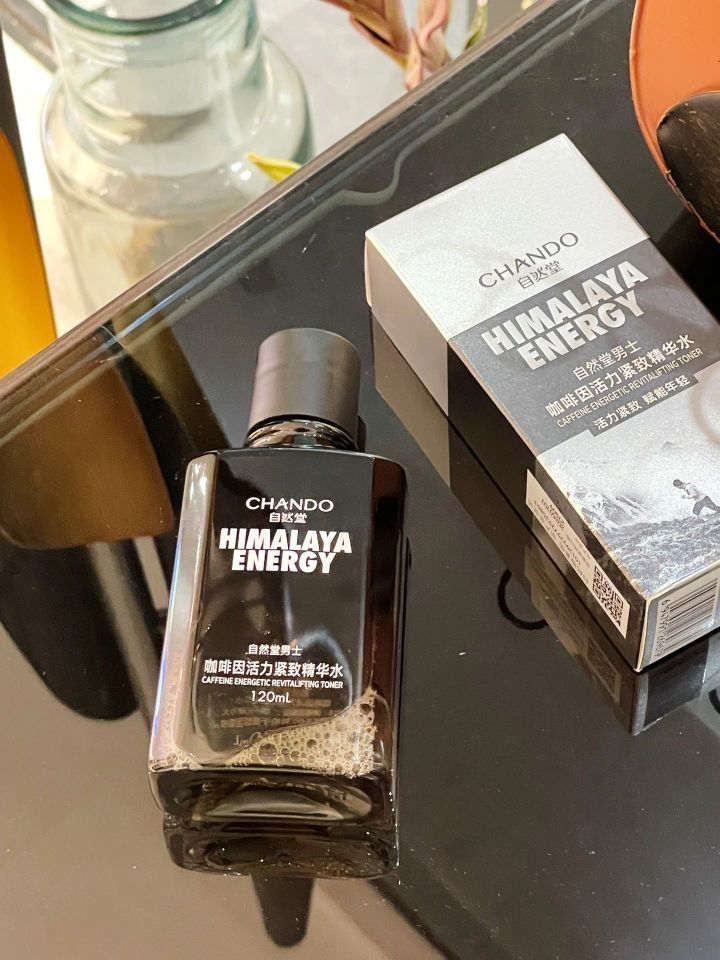 CHANDO
自然堂
HIMALAYA
ENERGY
自然堂男士
咖啡因活力紧致精华水
CAFFEINE ENERGETIC REVITALIFTING TONER
120mL
CHANDO
自然堂
HIMALAYA
ENERGY
自然堂男士
咖啡因活力紧致精华水
CAFFEINE ENERGETIC REVITALIFTING TONER
活力紧致 赋能年轻